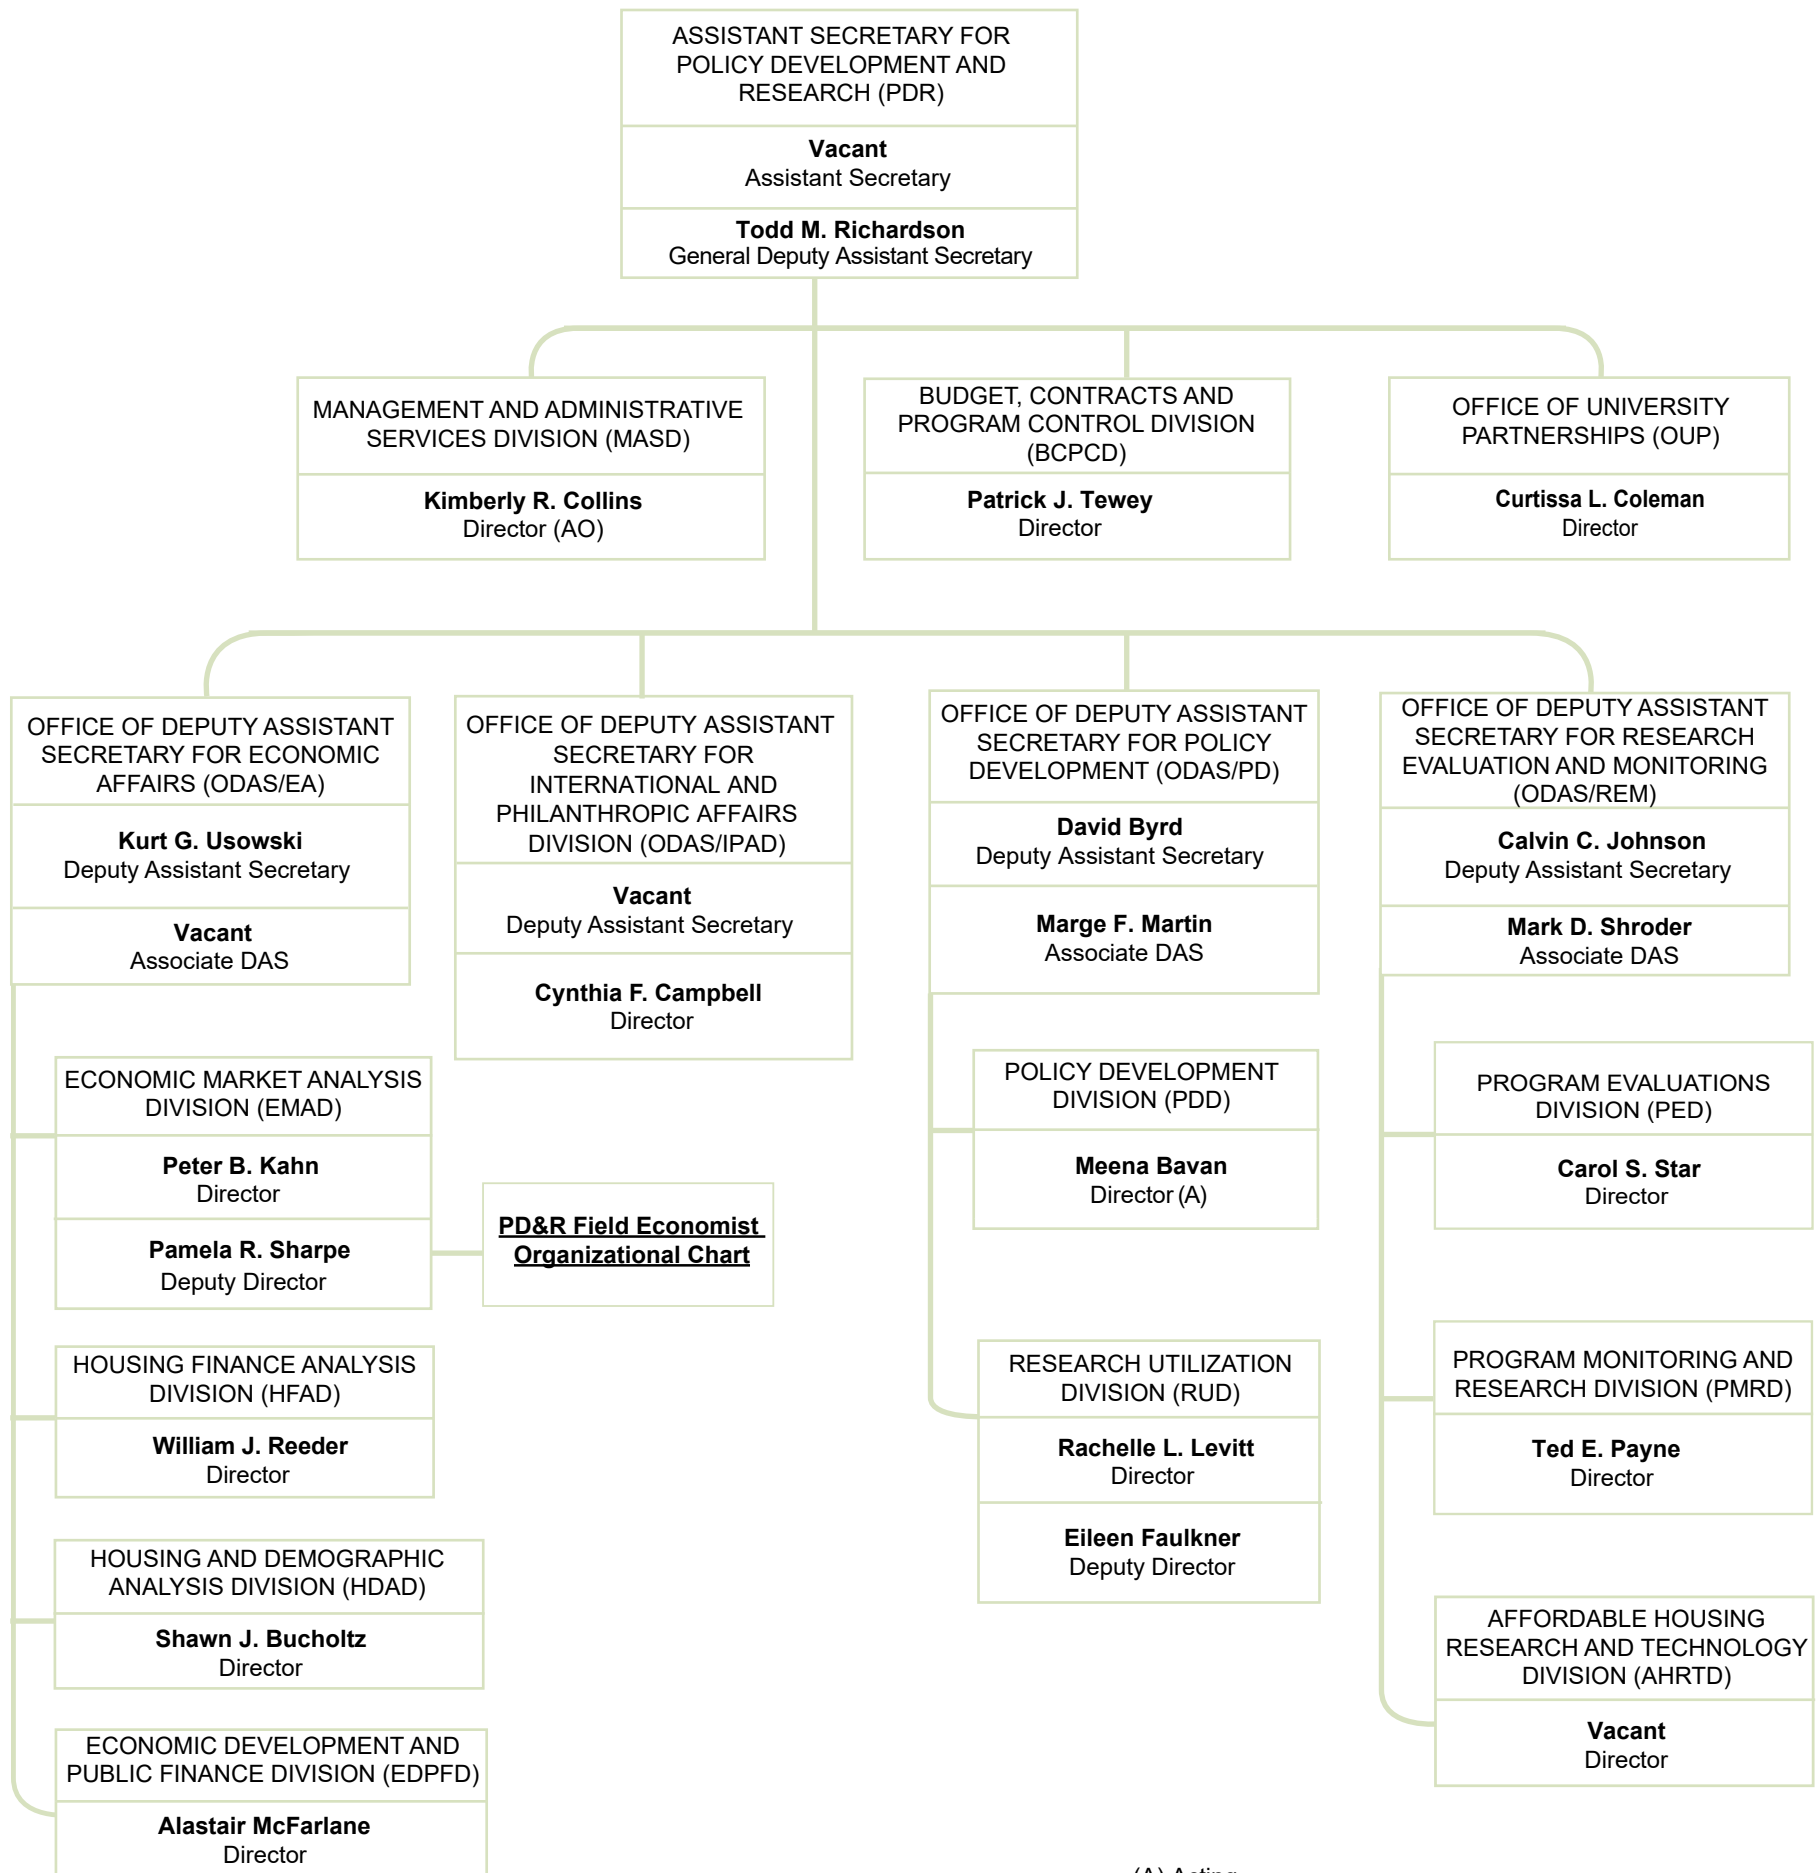 ASSISTANT SECRETARY FOR
POLICY DEVELOPMENT AND
RESEARCH (PDR)
Vacant
Assistant Secretary
Todd M. Richardson
General Deputy Assistant Secretary
MANAGEMENT AND ADMINISTRATIVE
SERVICES DIVISION (MASD)
Kimberly R. Collins
Director (AO)
BUDGET, CONTRACTS AND
PROGRAM CONTROL DIVISION
(BCPCD)
Patrick J. Tewey
Director
OFFICE OF UNIVERSITY
PARTNERSHIPS (OUP)
Curtissa L. Coleman
Director
OFFICE OF DEPUTY ASSISTANT
SECRETARY FOR ECONOMIC
AFFAIRS (ODAS/EA)
Kurt G. Usowski
Deputy Assistant Secretary
Vacant
Associate DAS
ECONOMIC MARKET ANALYSIS
DIVISION (EMAD)
Peter B. Kahn
Director
Pamela R. Sharpe
Deputy Director
PD&R Field Economist
Organizational Chart
HOUSING FINANCE ANALYSIS
DIVISION (HFAD)
William J. Reeder
Director
HOUSING AND DEMOGRAPHIC
ANALYSIS DIVISION (HDAD)
Shawn J. Bucholtz
Director
ECONOMIC DEVELOPMENT AND
PUBLIC FINANCE DIVISION (EDPFD)
Alastair McFarlane
Director
OFFICE OF DEPUTY ASSISTANT
SECRETARY FOR
INTERNATIONAL AND
PHILANTHROPIC AFFAIRS
DIVISION (ODAS/IPAD)
Vacant
Deputy Assistant Secretary
Cynthia F. Campbell
Director
OFFICE OF DEPUTY ASSISTANT
SECRETARY FOR POLICY
DEVELOPMENT (ODAS/PD)
David Byrd
Deputy Assistant Secretary
Marge F. Martin
Associate DAS
POLICY DEVELOPMENT
DIVISION (PDD)
Meena Bavan
Director (A)
RESEARCH UTILIZATION
DIVISION (RUD)
Rachelle L. Levitt
Director
Eileen Faulkner
Deputy Director
OFFICE OF DEPUTY ASSISTANT
SECRETARY FOR RESEARCH
EVALUATION AND MONITORING
(ODAS/REM)
Calvin C. Johnson
Deputy Assistant Secretary
Mark D. Shroder
Associate DAS
PROGRAM EVALUATIONS
DIVISION (PED)
Carol S. Star
Director
PROGRAM MONITORING AND
RESEARCH DIVISION (PMRD)
Ted E. Payne
Director
AFFORDABLE HOUSING
RESEARCH AND TECHNOLOGY
DIVISION (AHRTD)
Vacant
Director
(A) Acting